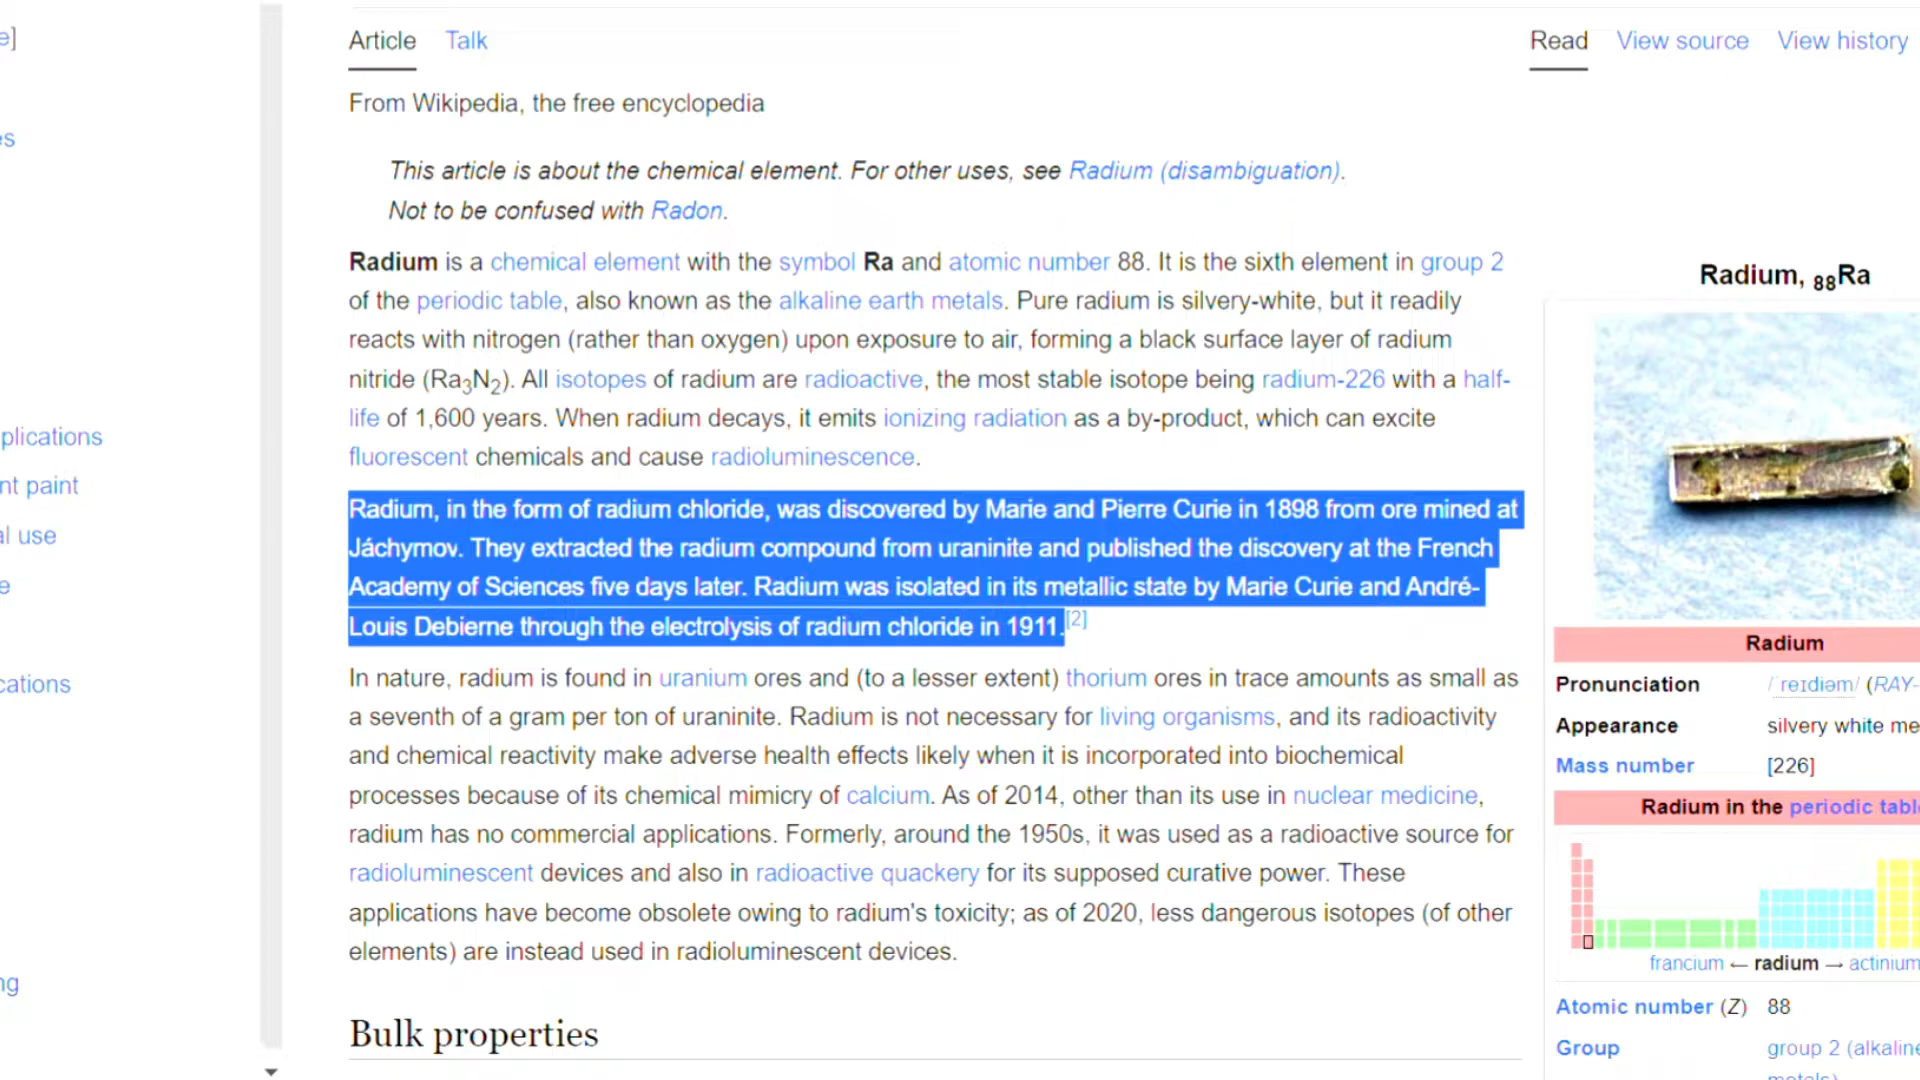 e]
es
plications
nt paint
al use
e
cations
ng
Article Talk
Read View source View history
From Wikipedia, the free encyclopedia
This article is about the chemical element. For other uses, see Radium (disambiguation).
Not to be confused with Radon.
Radium is a chemical element with the symbol Ra and atomic number 88. It is the sixth element in group 2
of the periodic table, also known as the alkaline earth metals. Pure radium is silvery-white, but it readily
reacts with nitrogen (rather than oxygen) upon exposure to air, forming a black surface layer of radium
nitride (Ra₃N₂). All isotopes of radium are radioactive, the most stable isotope being radium-226 with a half-
life of 1,600 years. When radium decays, it emits ionizing radiation as a by-product, which can excite
fluorescent chemicals and cause radioluminescence.
Radium, in the form of radium chloride, was discovered by Marie and Pierre Curie in 1898 from ore mined at
Jáchymov. They extracted the radium compound from uraninite and published the discovery at the French
Academy of Sciences five days later. Radium was isolated in its metallic state by Marie Curie and André-
Louis Debierne through the electrolysis of radium chloride in 1911.[2]
In nature, radium is found in uranium ores and (to a lesser extent) thorium ores in trace amounts as small as
a seventh of a gram per ton of uraninite. Radium is not necessary for living organisms, and its radioactivity
and chemical reactivity make adverse health effects likely when it is incorporated into biochemical
processes because of its chemical mimicry of calcium. As of 2014, other than its use in nuclear medicine,
radium has no commercial applications. Formerly, around the 1950s, it was used as a radioactive source for
radioluminescent devices and also in radioactive quackery for its supposed curative power. These
applications have become obsolete owing to radium's toxicity; as of 2020, less dangerous isotopes (of other
elements) are instead used in radioluminescent devices.
Bulk properties
Radium, ₈₈Ra
Radium
Pronunciation /ˈreɪdiəm/ (RAY-
Appearance silvery white me
Mass number [226]
Radium in the periodic table
francium ← radium → actinium
Atomic number (Z) 88
Group group 2 (alkaline
metals)